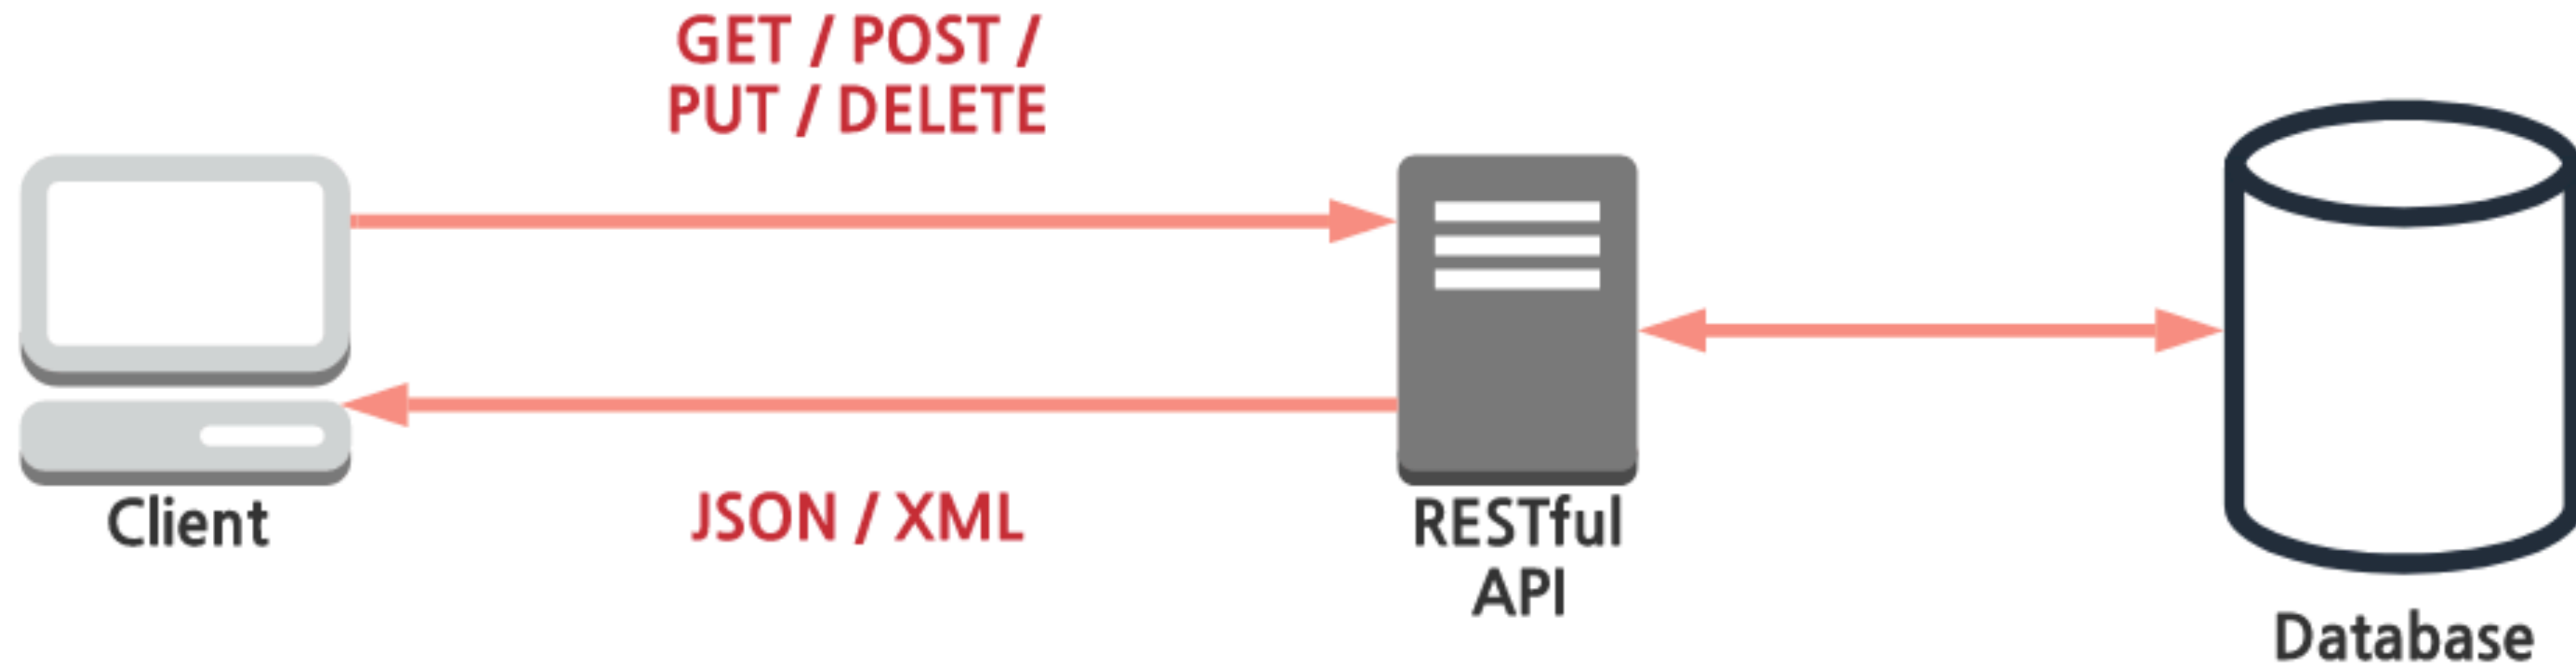 GET / POST /
PUT / DELETE
Client
JSON / XML
RESTful
API
Database